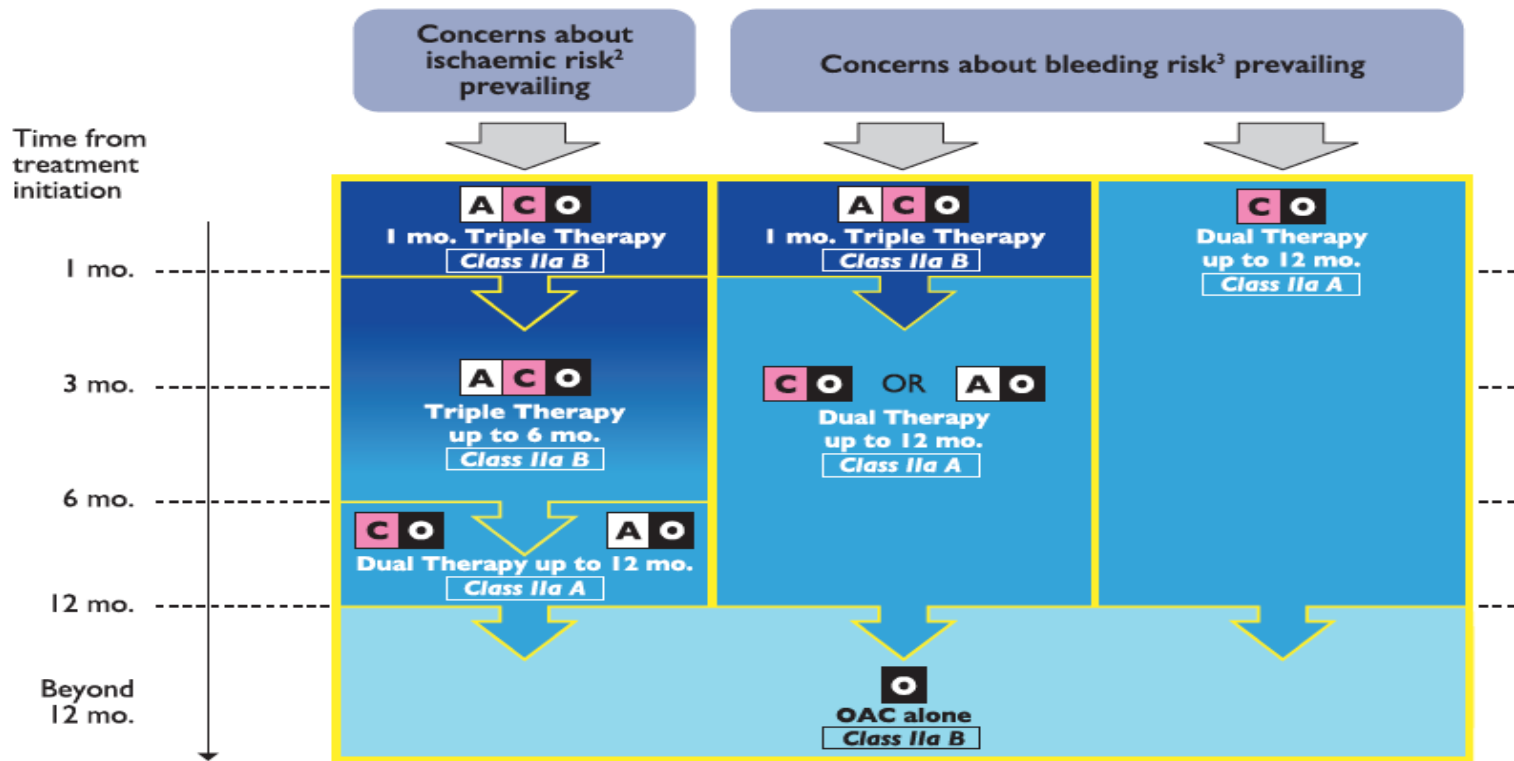 Concerns about
ischaemic risk²
prevailing
Concerns about bleeding risk³ prevailing
Time from
treatment
initiation
A C O
1 mo. Triple Therapy
Class IIa B
A C O
1 mo. Triple Therapy
Class IIa B
C O
Dual Therapy
up to 12 mo.
Class IIa A
1 mo.
3 mo.
A C O
Triple Therapy
up to 6 mo.
Class IIa B
C O OR A O
Dual Therapy
up to 12 mo.
Class IIa A
6 mo.
C O A O
Dual Therapy up to 12 mo.
Class IIa A
12 mo.
Beyond
12 mo.
O
OAC alone
Class IIa B